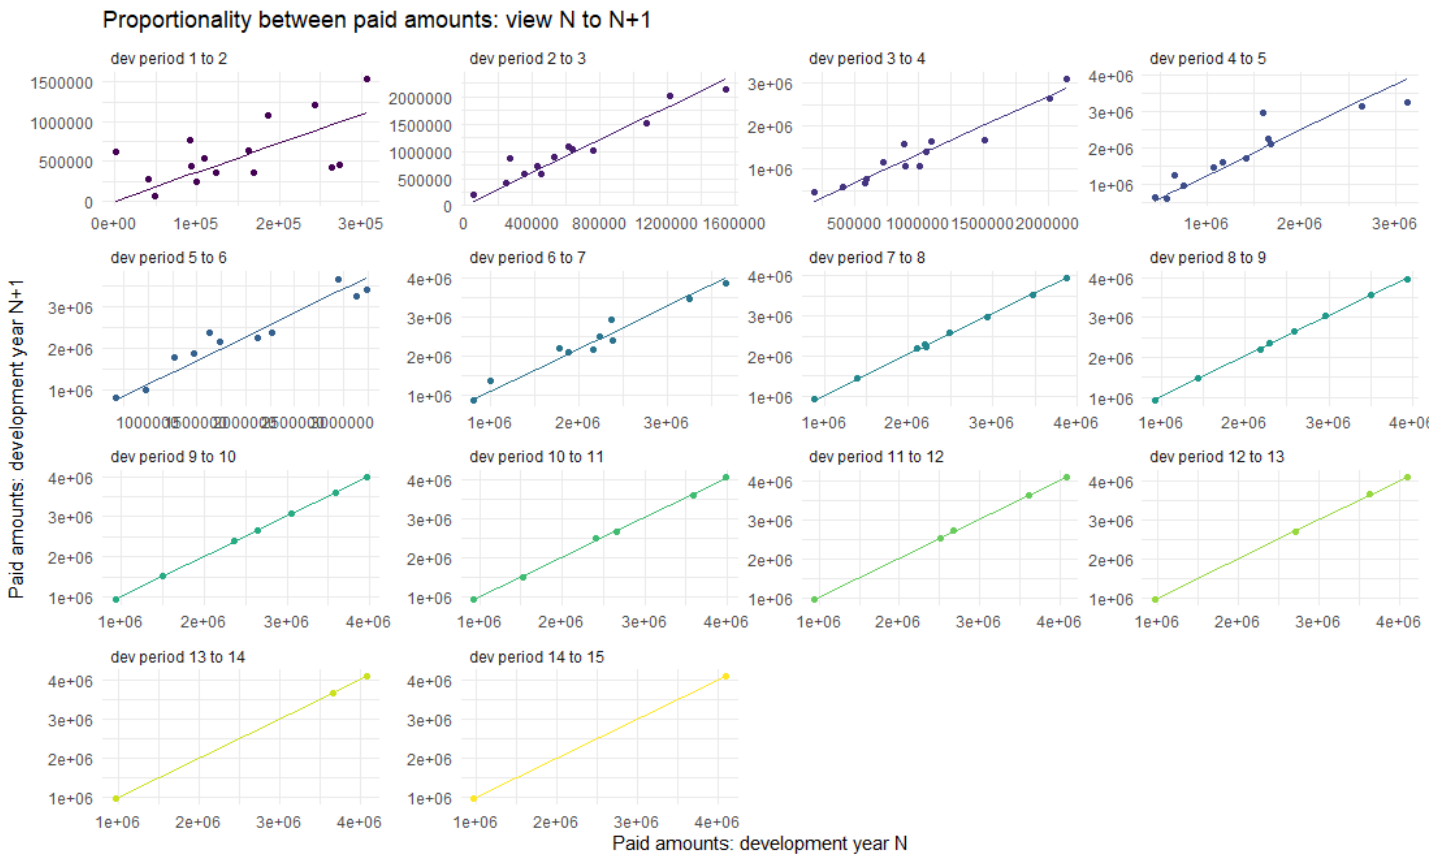 Proportionality between paid amounts: view N to N+1
dev period 1 to 2
dev period 2 to 3
dev period 3 to 4
dev period 4 to 5
1500000
1000000
500000
0
2000000
1500000
1000000
500000
0
3e+06
2e+06
1e+06
4e+06
3e+06
2e+06
1e+06
0e+00 1e+05 2e+05 3e+05
0 400000 800000 1200000 1600000
500000 1000000 1500000 2000000
1e+06 2e+06 3e+06
dev period 5 to 6
dev period 6 to 7
dev period 7 to 8
dev period 8 to 9
3e+06
2e+06
1e+06
4e+06
3e+06
2e+06
1e+06
4e+06
3e+06
2e+06
1e+06
4e+06
3e+06
2e+06
1e+06
1000000 1500000 2000000 2500000 3000000
1e+06 2e+06 3e+06
1e+06 2e+06 3e+06 4e+06
1e+06 2e+06 3e+06 4e+0
dev period 9 to 10
dev period 10 to 11
dev period 11 to 12
dev period 12 to 13
4e+06
3e+06
2e+06
1e+06
4e+06
3e+06
2e+06
1e+06
4e+06
3e+06
2e+06
1e+06
4e+06
3e+06
2e+06
1e+06
1e+06 2e+06 3e+06 4e+06
1e+06 2e+06 3e+06 4e+06
1e+06 2e+06 3e+06 4e+06
1e+06 2e+06 3e+06 4e+06
dev period 13 to 14
dev period 14 to 15
4e+06
3e+06
2e+06
1e+06
4e+06
3e+06
2e+06
1e+06
1e+06 2e+06 3e+06 4e+06
1e+06 2e+06 3e+06 4e+06
Paid amounts: development year N+1
Paid amounts: development year N